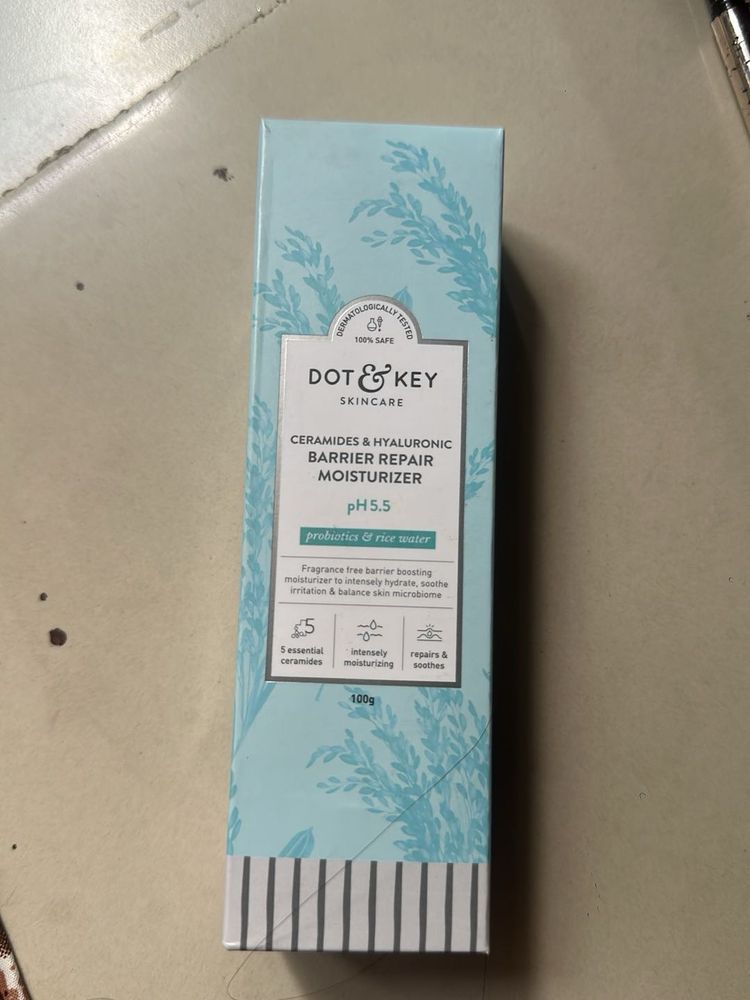 DERMATOLOGICALLY TESTED
100% SAFE
DOT & KEY
SKINCARE
CERAMIDES & HYALURONIC
BARRIER REPAIR
MOISTURIZER
pH 5.5
probiotics & rice water
Fragrance free barrier boosting
moisturizer to intensely hydrate, soothe
irritation & balance skin microbiome
5
5 essential
ceramides
intensely
moisturizing
repairs &
soothes
100g